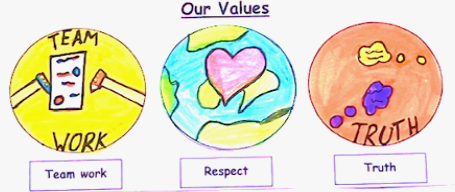 Our Values
TEAM
WORK
TRUTH
Team work
Respect
Truth